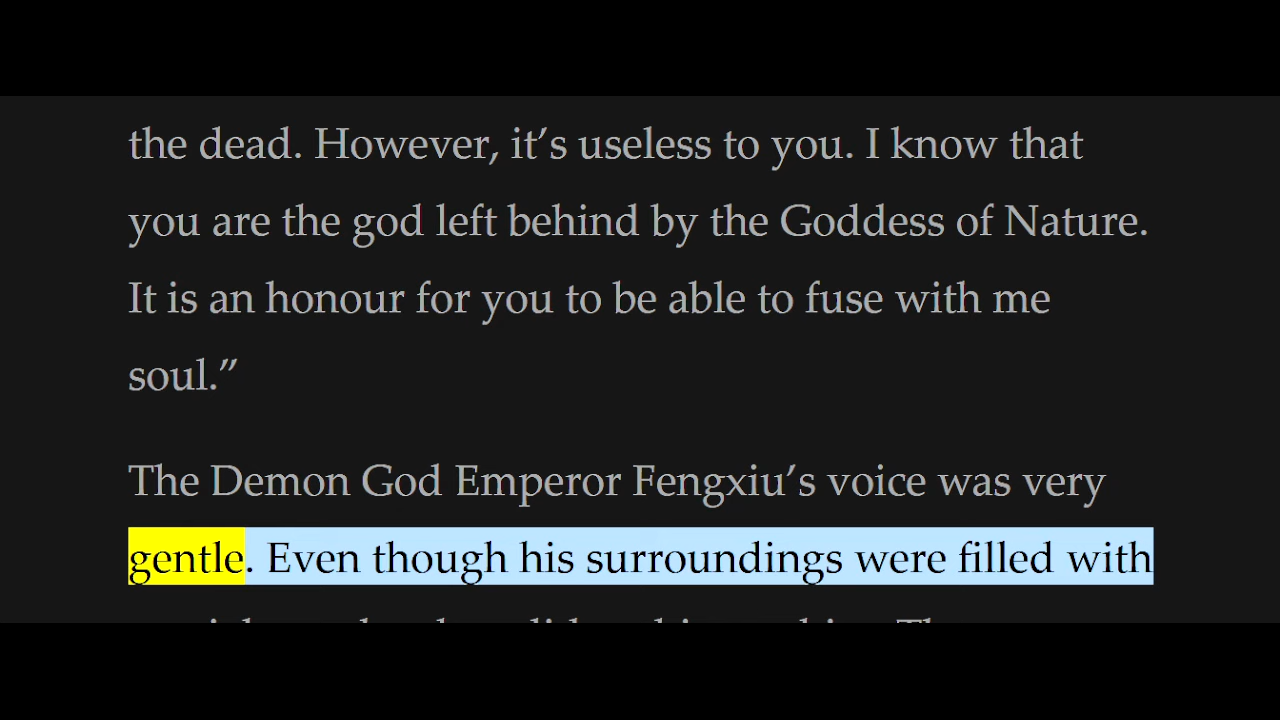 the dead. However, it’s useless to you. I know that
you are the god left behind by the Goddess of Nature.
It is an honour for you to be able to fuse with me
soul.”
The Demon God Emperor Fengxiu’s voice was very
gentle. Even though his surroundings were filled with